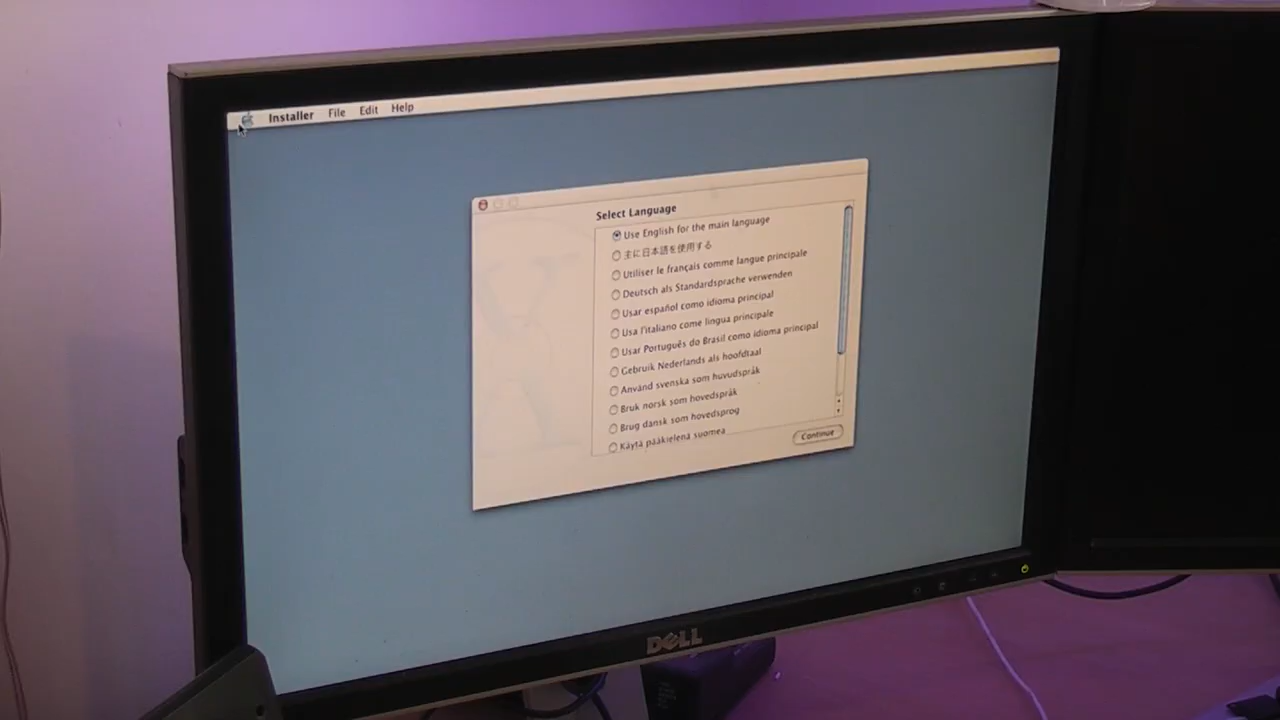 Installer File Edit Help
Select Language
Use English for the main language
主に日本語を使用する
Utiliser le français comme langue principale
Deutsch als Standardsprache verwenden
Usar español como idioma principal
Usa l'italiano come lingua principale
Usar Português do Brasil como idioma principal
Gebruik Nederlands als hoofdtaal
Använd svenska som huvudspråk
Bruk norsk som hovedspråk
Brug dansk som hovedsprog
Käytä pääkielenä suomea
Continue
DELL